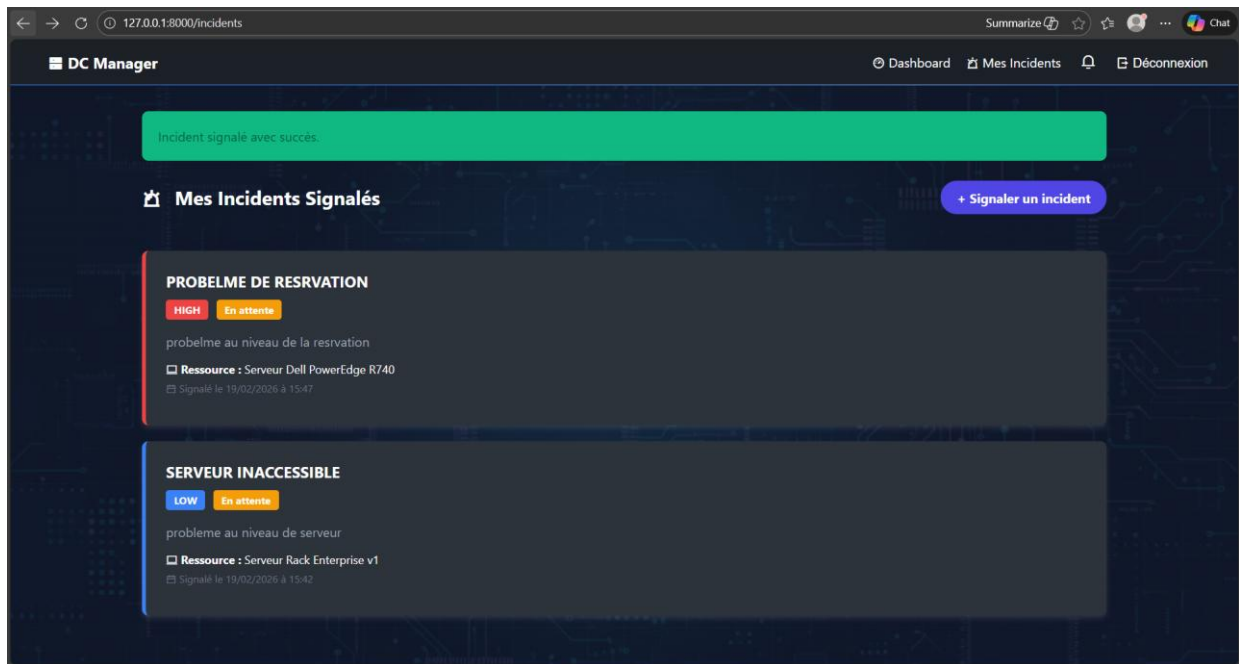 127.0.0.1:8000/incidents
Summarize
Chat
DC Manager
Dashboard
Mes Incidents
Déconnexion
Incident signalé avec succès.
Mes Incidents Signalés
+ Signaler un incident
PROBELME DE RESRVATION
HIGH
En attente
probelme au niveau de la resrvation
Ressource : Serveur Dell PowerEdge R740
Signalé le 19/02/2026 à 15:47
SERVEUR INACCESSIBLE
LOW
En attente
probleme au niveau de serveur
Ressource : Serveur Rack Enterprise v1
Signalé le 19/02/2026 à 15:42